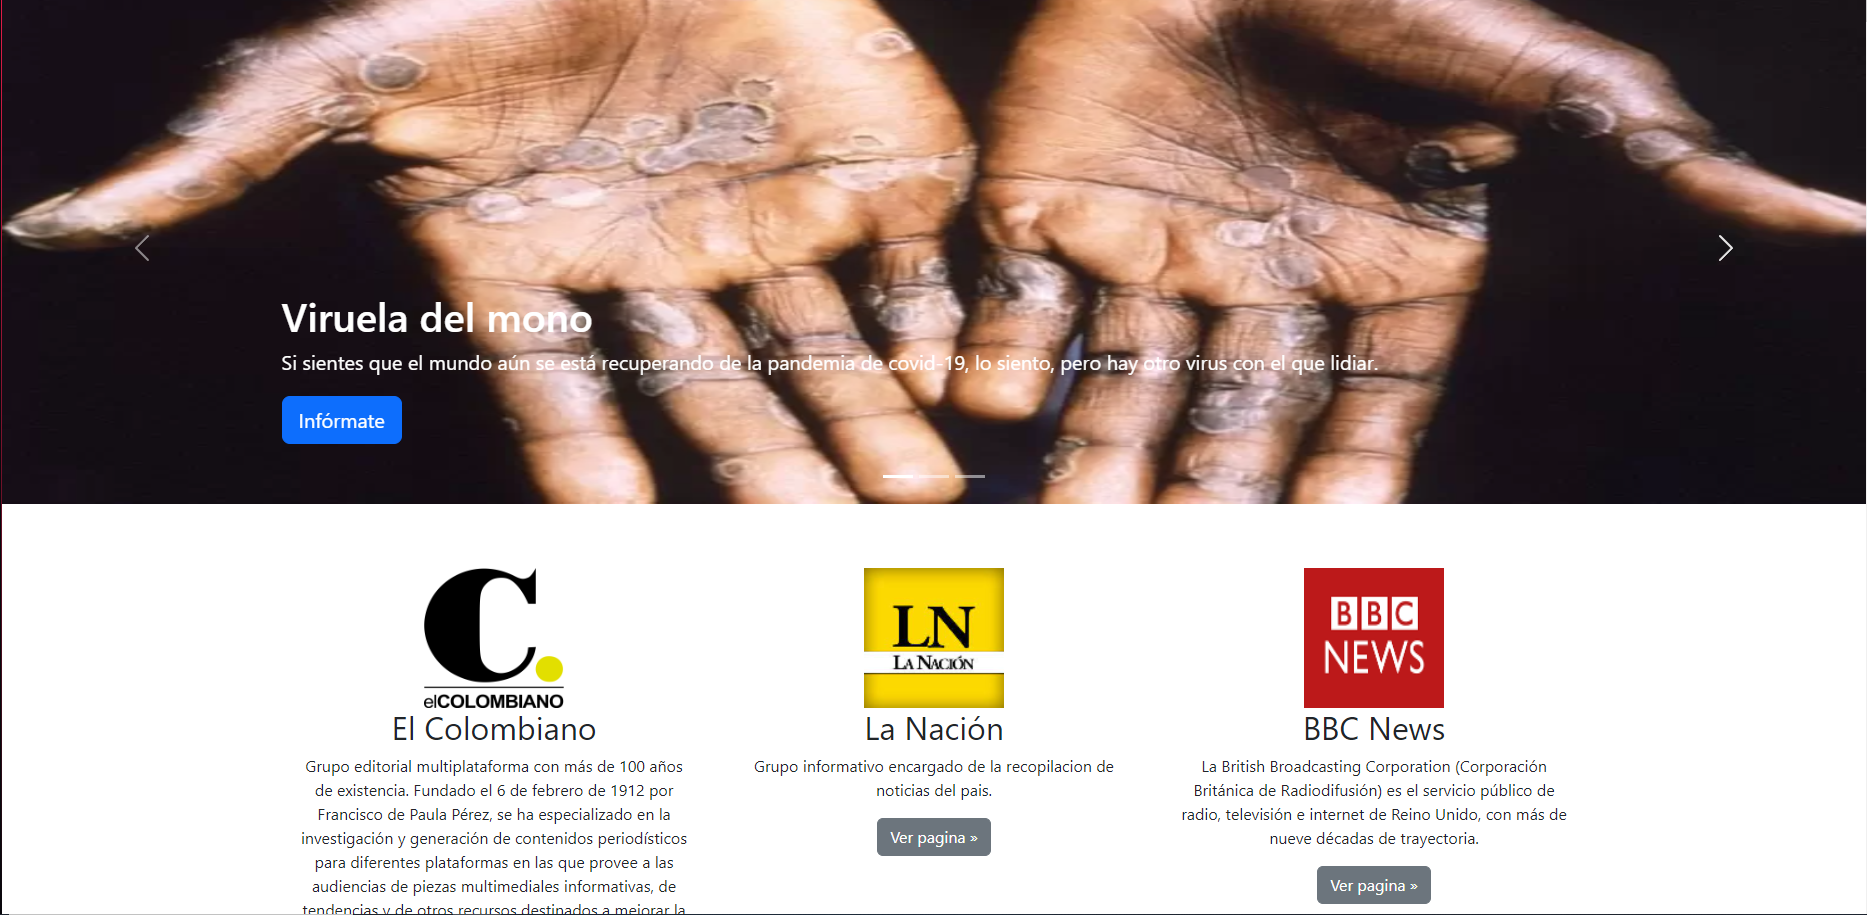 Viruela del mono
Si sientes que el mundo aún se está recuperando de la pandemia de covid-19, lo siento, pero hay otro virus con el que lidiar.
Infórmate
elCOLOMBIANO
El Colombiano
Grupo editorial multiplataforma con más de 100 años
de existencia. Fundado el 6 de febrero de 1912 por
Francisco de Paula Pérez, se ha especializado en la
investigación y generación de contenidos periodísticos
para diferentes plataformas en las que provee a las
audiencias de piezas multimediales informativas, de
tendencias y de otros recursos destinados a mejorar la
LN
LA NACIÓN
La Nación
Grupo informativo encargado de la recopilacion de
noticias del pais.
Ver pagina »
BBC
NEWS
BBC News
La British Broadcasting Corporation (Corporación
Británica de Radiodifusión) es el servicio público de
radio, televisión e internet de Reino Unido, con más de
nueve décadas de trayectoria.
Ver pagina »